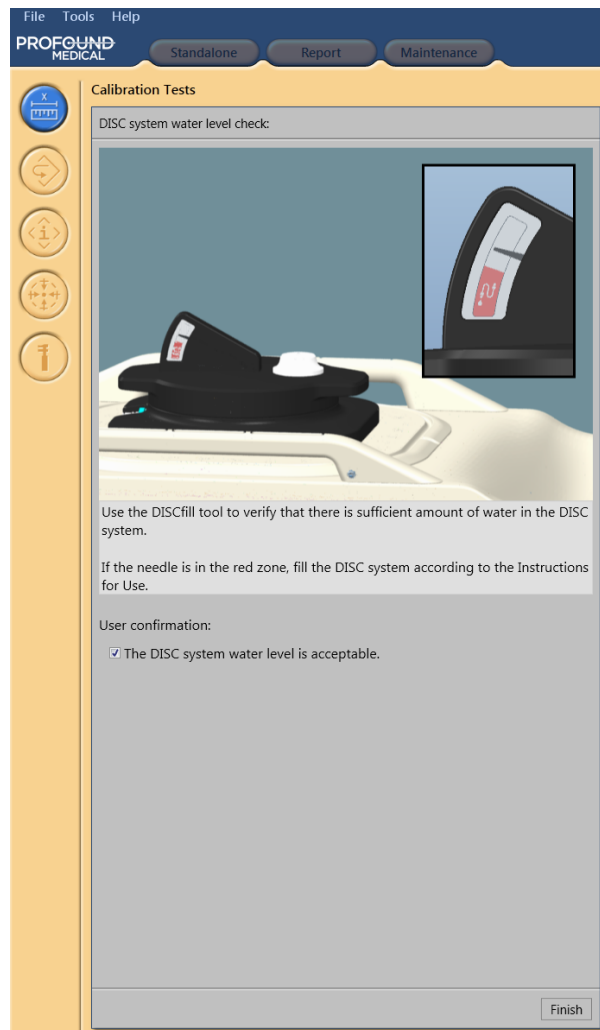 File Tools Help
PROFOUND
MEDICAL
Standalone Report Maintenance
Calibration Tests
DISC system water level check:
Use the DISCfill tool to verify that there is sufficient amount of water in the DISC
system.
If the needle is in the red zone, fill the DISC system according to the Instructions
for Use.
User confirmation:
The DISC system water level is acceptable.
Finish